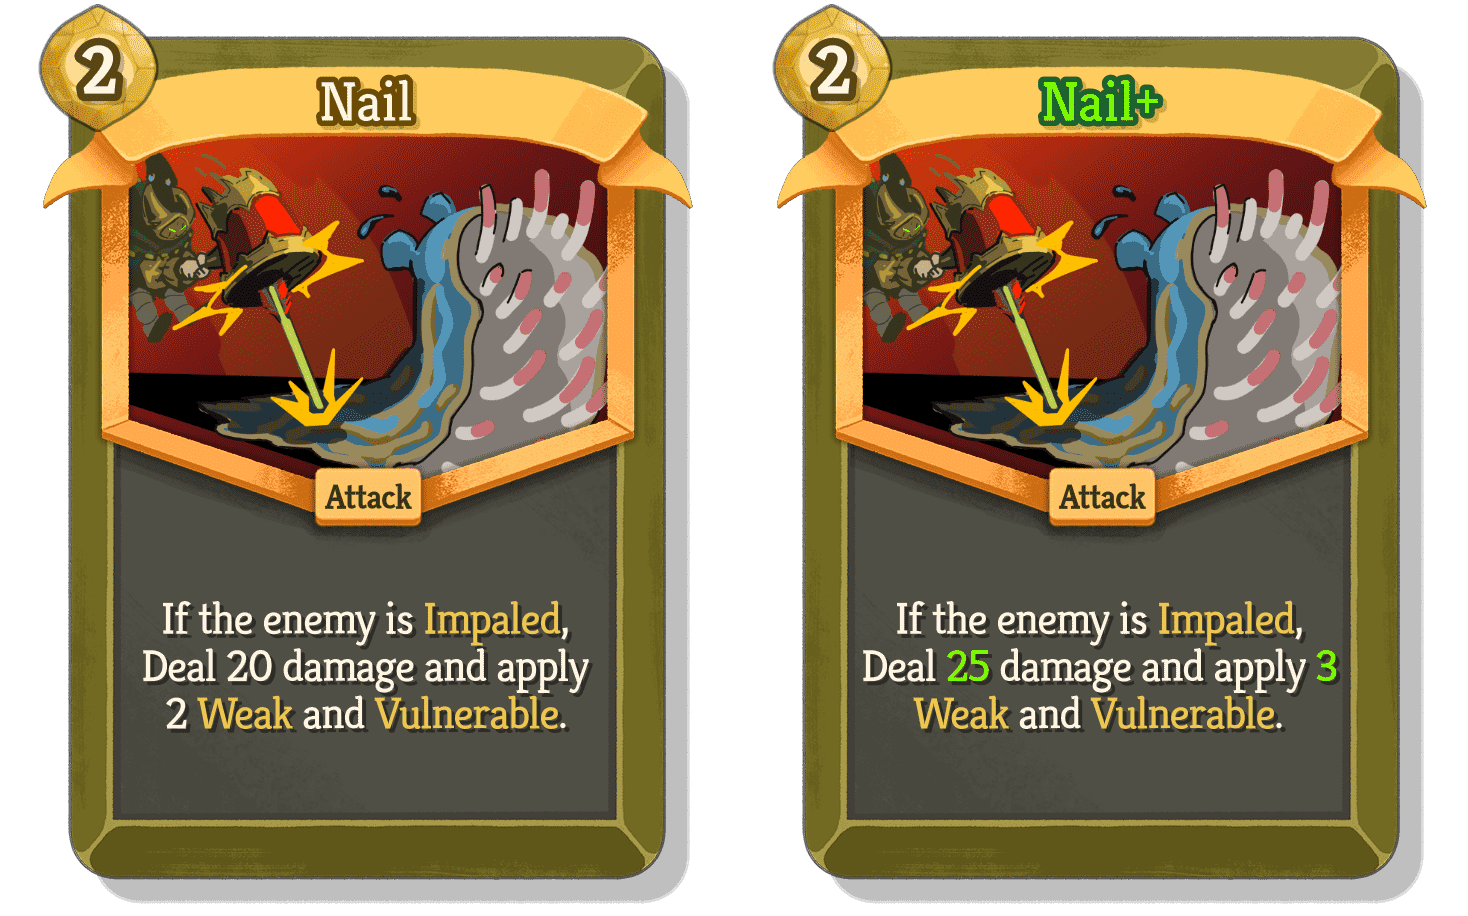 2
Nail
Attack
If the enemy is Impaled,
Deal 20 damage and apply
2 Weak and Vulnerable.
2
Nail+
Attack
If the enemy is Impaled,
Deal 25 damage and apply 3
Weak and Vulnerable.